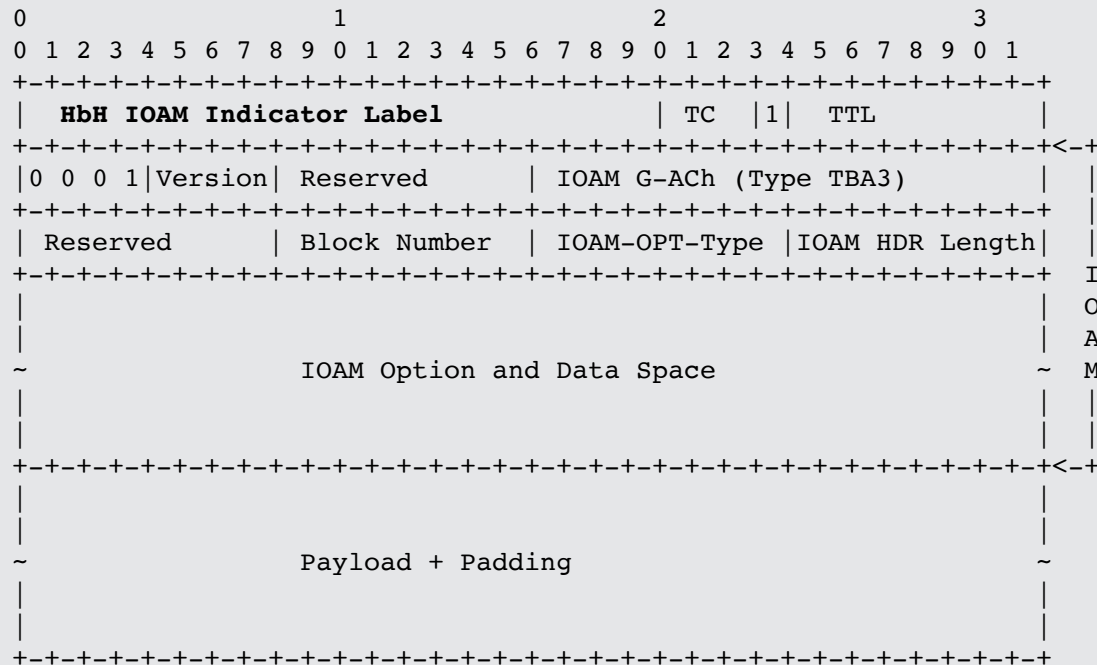 0                   1                   2                   3
0 1 2 3 4 5 6 7 8 9 0 1 2 3 4 5 6 7 8 9 0 1 2 3 4 5 6 7 8 9 0 1
+-+-+-+-+-+-+-+-+-+-+-+-+-+-+-+-+-+-+-+-+-+-+-+-+-+-+-+-+-+-+-+-+
|  HbH IOAM Indicator Label             | TC  |1|  TTL          |
+-+-+-+-+-+-+-+-+-+-+-+-+-+-+-+-+-+-+-+-+-+-+-+-+-+-+-+-+-+-+-+-+<-+
|0 0 0 1|Version| Reserved      | IOAM G-ACh (Type TBA3)        |  |
+-+-+-+-+-+-+-+-+-+-+-+-+-+-+-+-+-+-+-+-+-+-+-+-+-+-+-+-+-+-+-+-+  |
| Reserved      | Block Number  | IOAM-OPT-Type |IOAM HDR Length|  |
+-+-+-+-+-+-+-+-+-+-+-+-+-+-+-+-+-+-+-+-+-+-+-+-+-+-+-+-+-+-+-+-+  I
|                                                               |  O
|                                                               |  A
~                 IOAM Option and Data Space                    ~  M
|                                                               |  |
|                                                               |  |
+-+-+-+-+-+-+-+-+-+-+-+-+-+-+-+-+-+-+-+-+-+-+-+-+-+-+-+-+-+-+-+-+<-+
|                                                               |
|                                                               |
~                 Payload + Padding                             ~
|                                                               |
|                                                               |
+-+-+-+-+-+-+-+-+-+-+-+-+-+-+-+-+-+-+-+-+-+-+-+-+-+-+-+-+-+-+-+-+